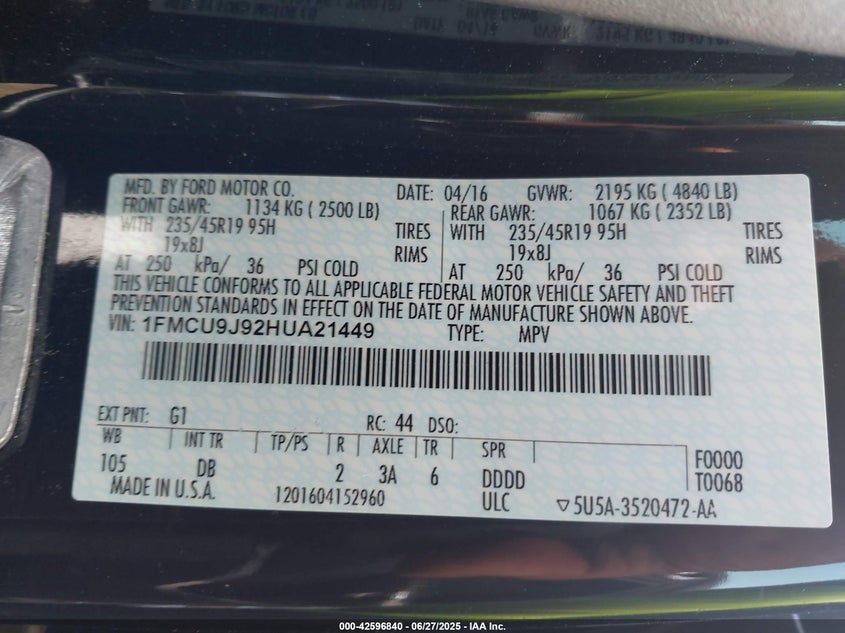 MFD. BY FORD MOTOR CO. DATE: 04/16 GVWR: 2195 KG ( 4840 LB)
FRONT GAWR: 1134 KG ( 2500 LB) REAR GAWR: 1067 KG ( 2352 LB)
WITH 235/45R19 95H TIRES WITH 235/45R19 95H TIRES
19x8J RIMS 19x8J RIMS
AT 250 kPa/ 36 PSI COLD AT 250 kPa/ 36 PSI COLD
THIS VEHICLE CONFORMS TO ALL APPLICABLE FEDERAL MOTOR VEHICLE SAFETY AND THEFT
PREVENTION STANDARDS IN EFFECT ON THE DATE OF MANUFACTURE SHOWN ABOVE.
VIN: 1FMCU9J92HUA21449 TYPE: MPV
EXT PNT: G1 RC: 44 DSO:
WB INT TR TP/PS R AXLE TR SPR F0000
105 DB 2 3A 6 DDDD T0068
MADE IN U.S.A. 1201604152960 ULC ▽5U5A-3520472-AA
000-42596840 - 06/27/2025 - IAA Inc.